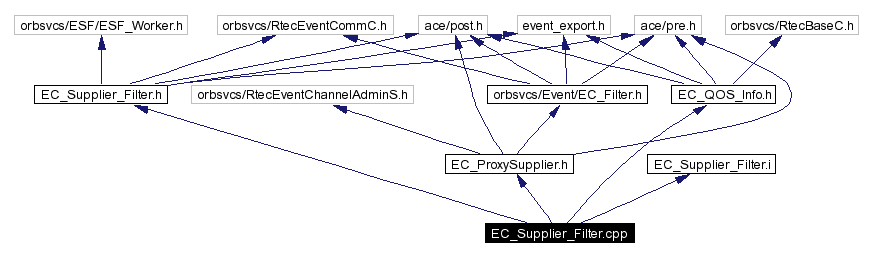 orbsvcs/ESF/ESF_Worker.h
orbsvcs/RtecEventCommC.h
ace/post.h
event_export.h
ace/pre.h
orbsvcs/RtecBaseC.h
EC_Supplier_Filter.h
orbsvcs/RtecEventChannelAdminS.h
orbsvcs/Event/EC_Filter.h
EC_QOS_Info.h
EC_ProxySupplier.h
EC_Supplier_Filter.i
EC_Supplier_Filter.cpp